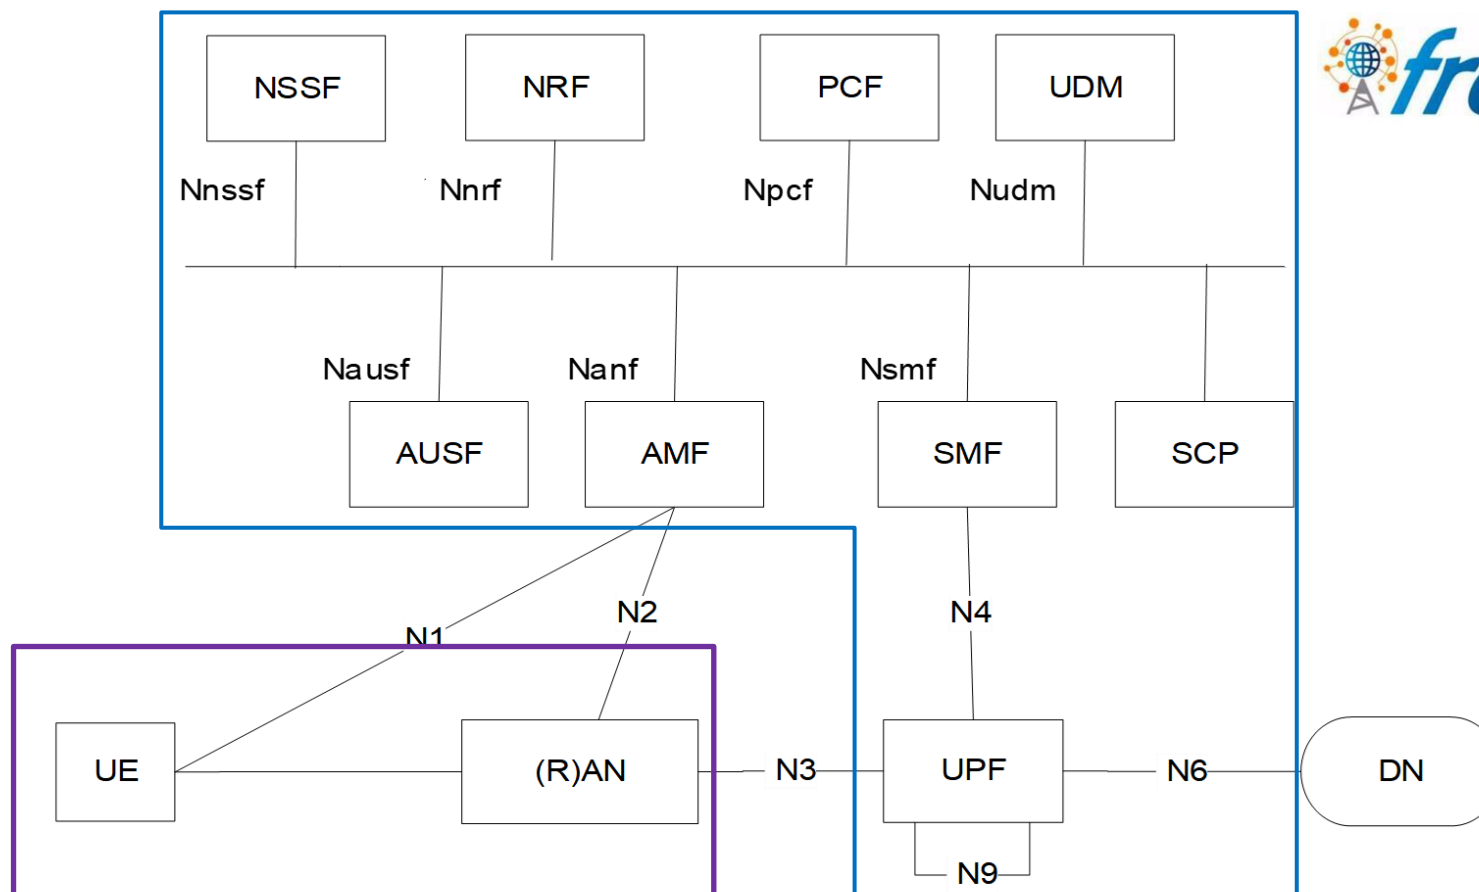 NSSF
NRF
PCF
UDM
Nnssf
Nnrf
Npcf
Nudm
Nausf
Nanf
Nsmf
AUSF
AMF
SMF
SCP
N1
N2
N4
UE
(R)AN
N3
UPF
N6
DN
N9